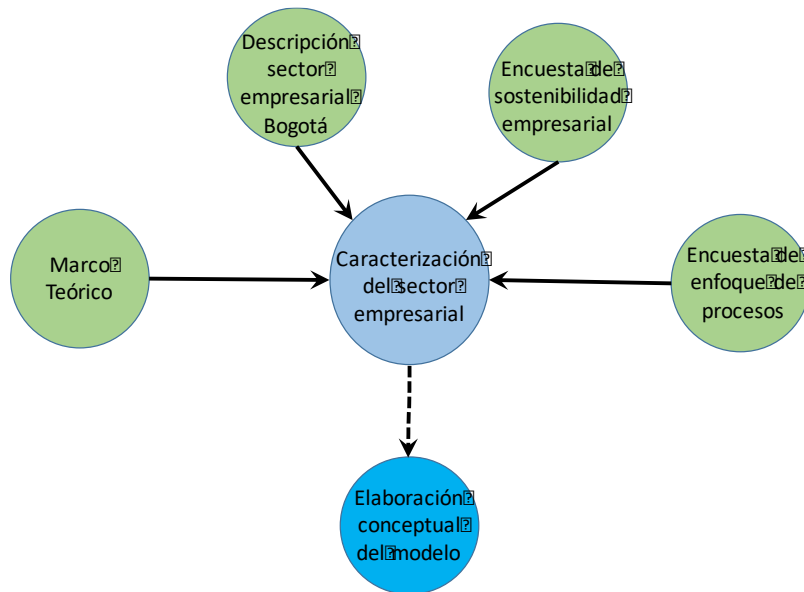 Descripción
sector
empresarial
Bogotá
Encuesta de
sostenibilidad
empresarial
Marco
Teórico
Caracterización
del sector
empresarial
Encuesta de
enfoque de
procesos
Elaboración
conceptual
del modelo